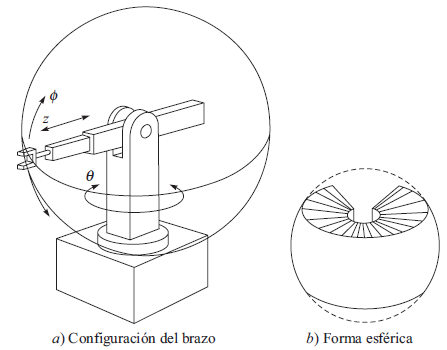 ϕ
z
θ
a) Configuración del brazo
b) Forma esférica